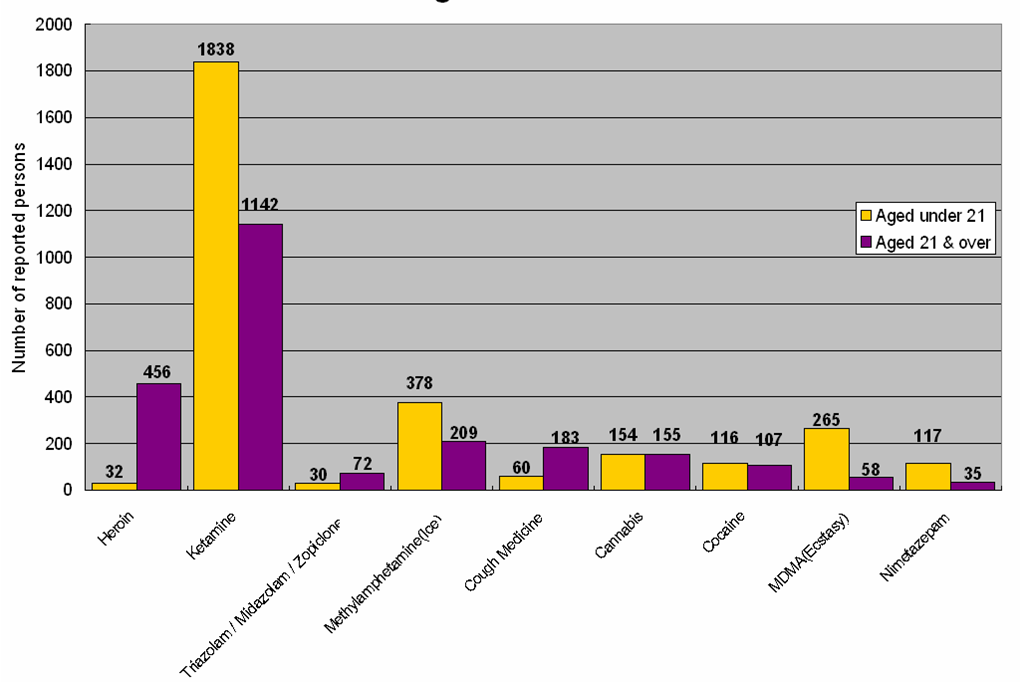 2000
1800
1600
1400
1200
1000
800
600
400
200
0
Number of reported persons
1838
1142
456
32
30
72
378
209
60
183
154
155
116
107
265
58
117
35
Aged under 21
Aged 21 & over
Heroin
Ketamine
Triazolam / Midazolam / Zopiclone
Methylamphetamine(Ice)
Cough Medicine
Cannabis
Cocaine
MDMA(Ecstasy)
Nimetazepam